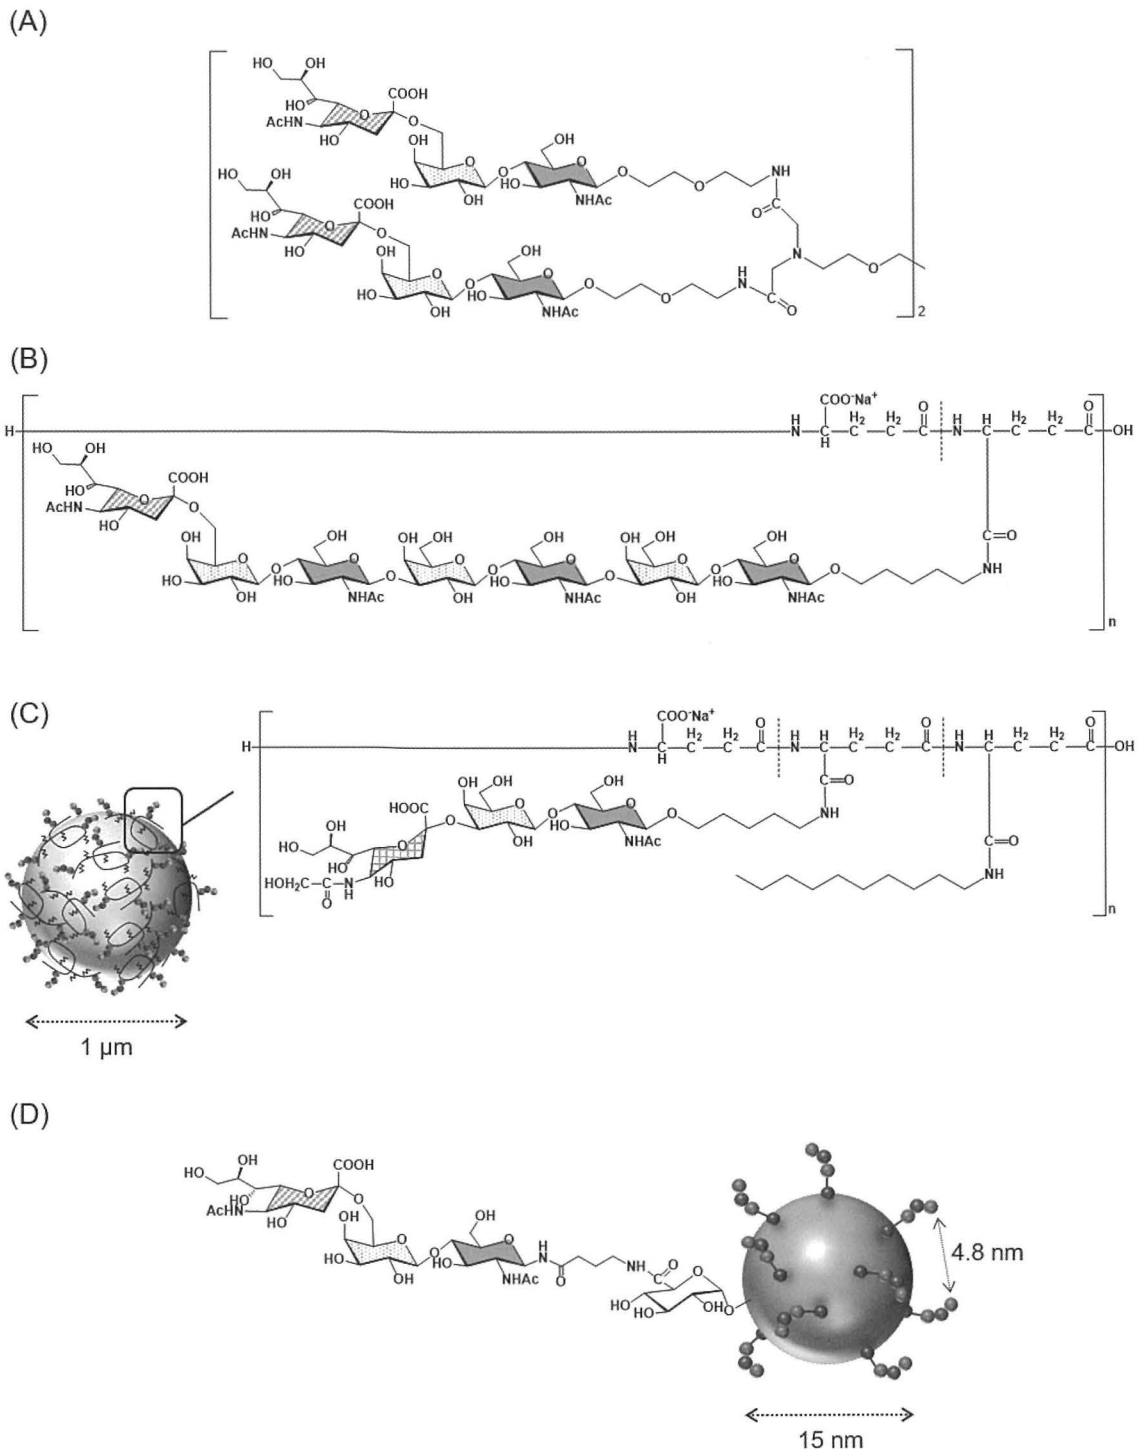 (A)
HO OH
COOH
HO O
AcHN O
HO OH OH
HO OH O O
HO O HO O O O NH
COOH OH NHAc
HO O C
O O
AcHN
HO OH OH N O
O O H
HO O HO O O O N
OH NHAc C
O
2
(B)
COO⁻Na⁺
H N C C C C N C C C C OH
H H H₂ H₂ O H H H₂ H₂ O
HO OH
COOH
HO O
AcHN O
HO
OH OH OH OH OH OH OH C=O
HO O O HO O O O O HO O O O O HO O O NH
OH NHAc OH NHAc OH NHAc
n
(C)
COO⁻Na⁺
H N C C C C N C C C C N C C C C OH
H H H₂ H₂ O H H H₂ H₂ O H H H₂ H₂ O
OH OH OH C=O
HOOC O O O HO O O NH
OH OH NHAc
HO O C=O
HO
HOH₂C C N HO NH
O H
n
1 µm
(D)
HO OH COOH
HO O
AcHN O
HO OH OH
O O H NH C O
HO O HO N O
OH NHAc O HO HO OH O
4.8 nm
15 nm